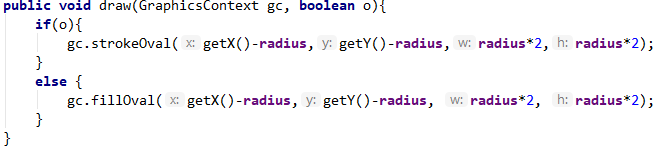 public void draw(GraphicsContext gc, boolean o){
if(o){
gc.strokeOval( x: getX()-radius, y: getY()-radius, w: radius*2, h: radius*2);
}
else {
gc.fillOval( x: getX()-radius, y: getY()-radius, w: radius*2, h: radius*2);
}
}